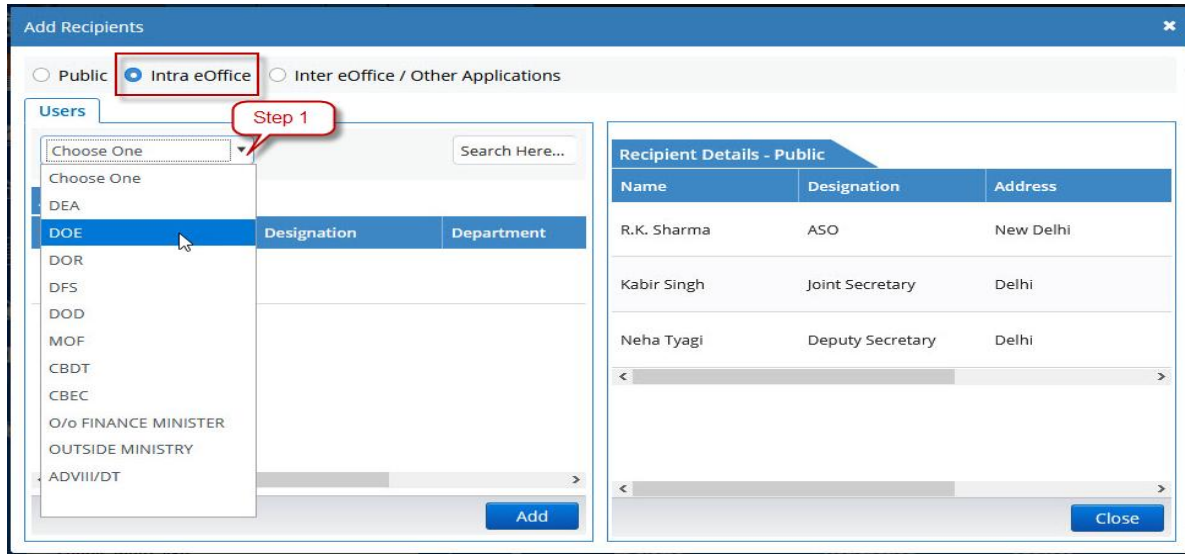 Add Recipients
Public Intra eOffice Inter eOffice / Other Applications
Users
Step 1
Choose One
Search Here...
Choose One
DEA
DOE
DOR
DFS
DOD
MOF
CBDT
CBEC
O/o FINANCE MINISTER
OUTSIDE MINISTRY
ADVIII/DT
Designation Department
Add
Recipient Details - Public
Name Designation Address
R.K. Sharma ASO New Delhi
Kabir Singh Joint Secretary Delhi
Neha Tyagi Deputy Secretary Delhi
Close